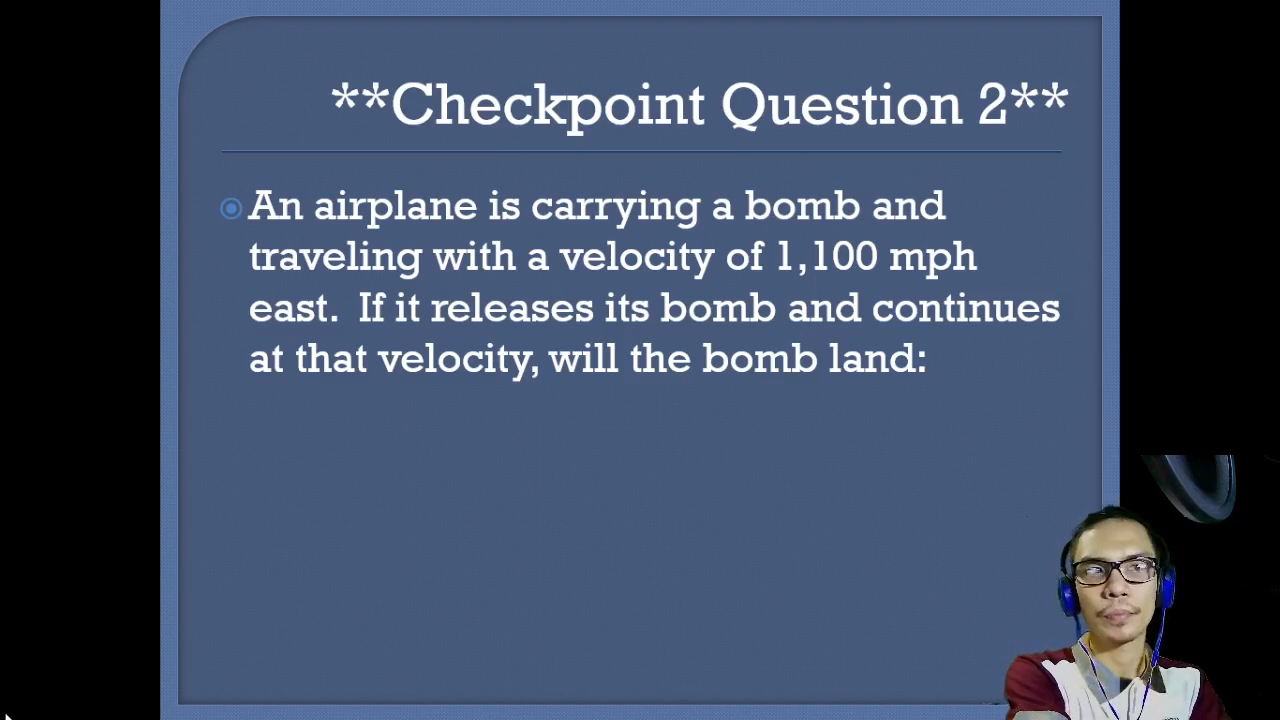 **Checkpoint Question 2**
An airplane is carrying a bomb and
traveling with a velocity of 1,100 mph
east.  If it releases its bomb and continues
at that velocity, will the bomb land: